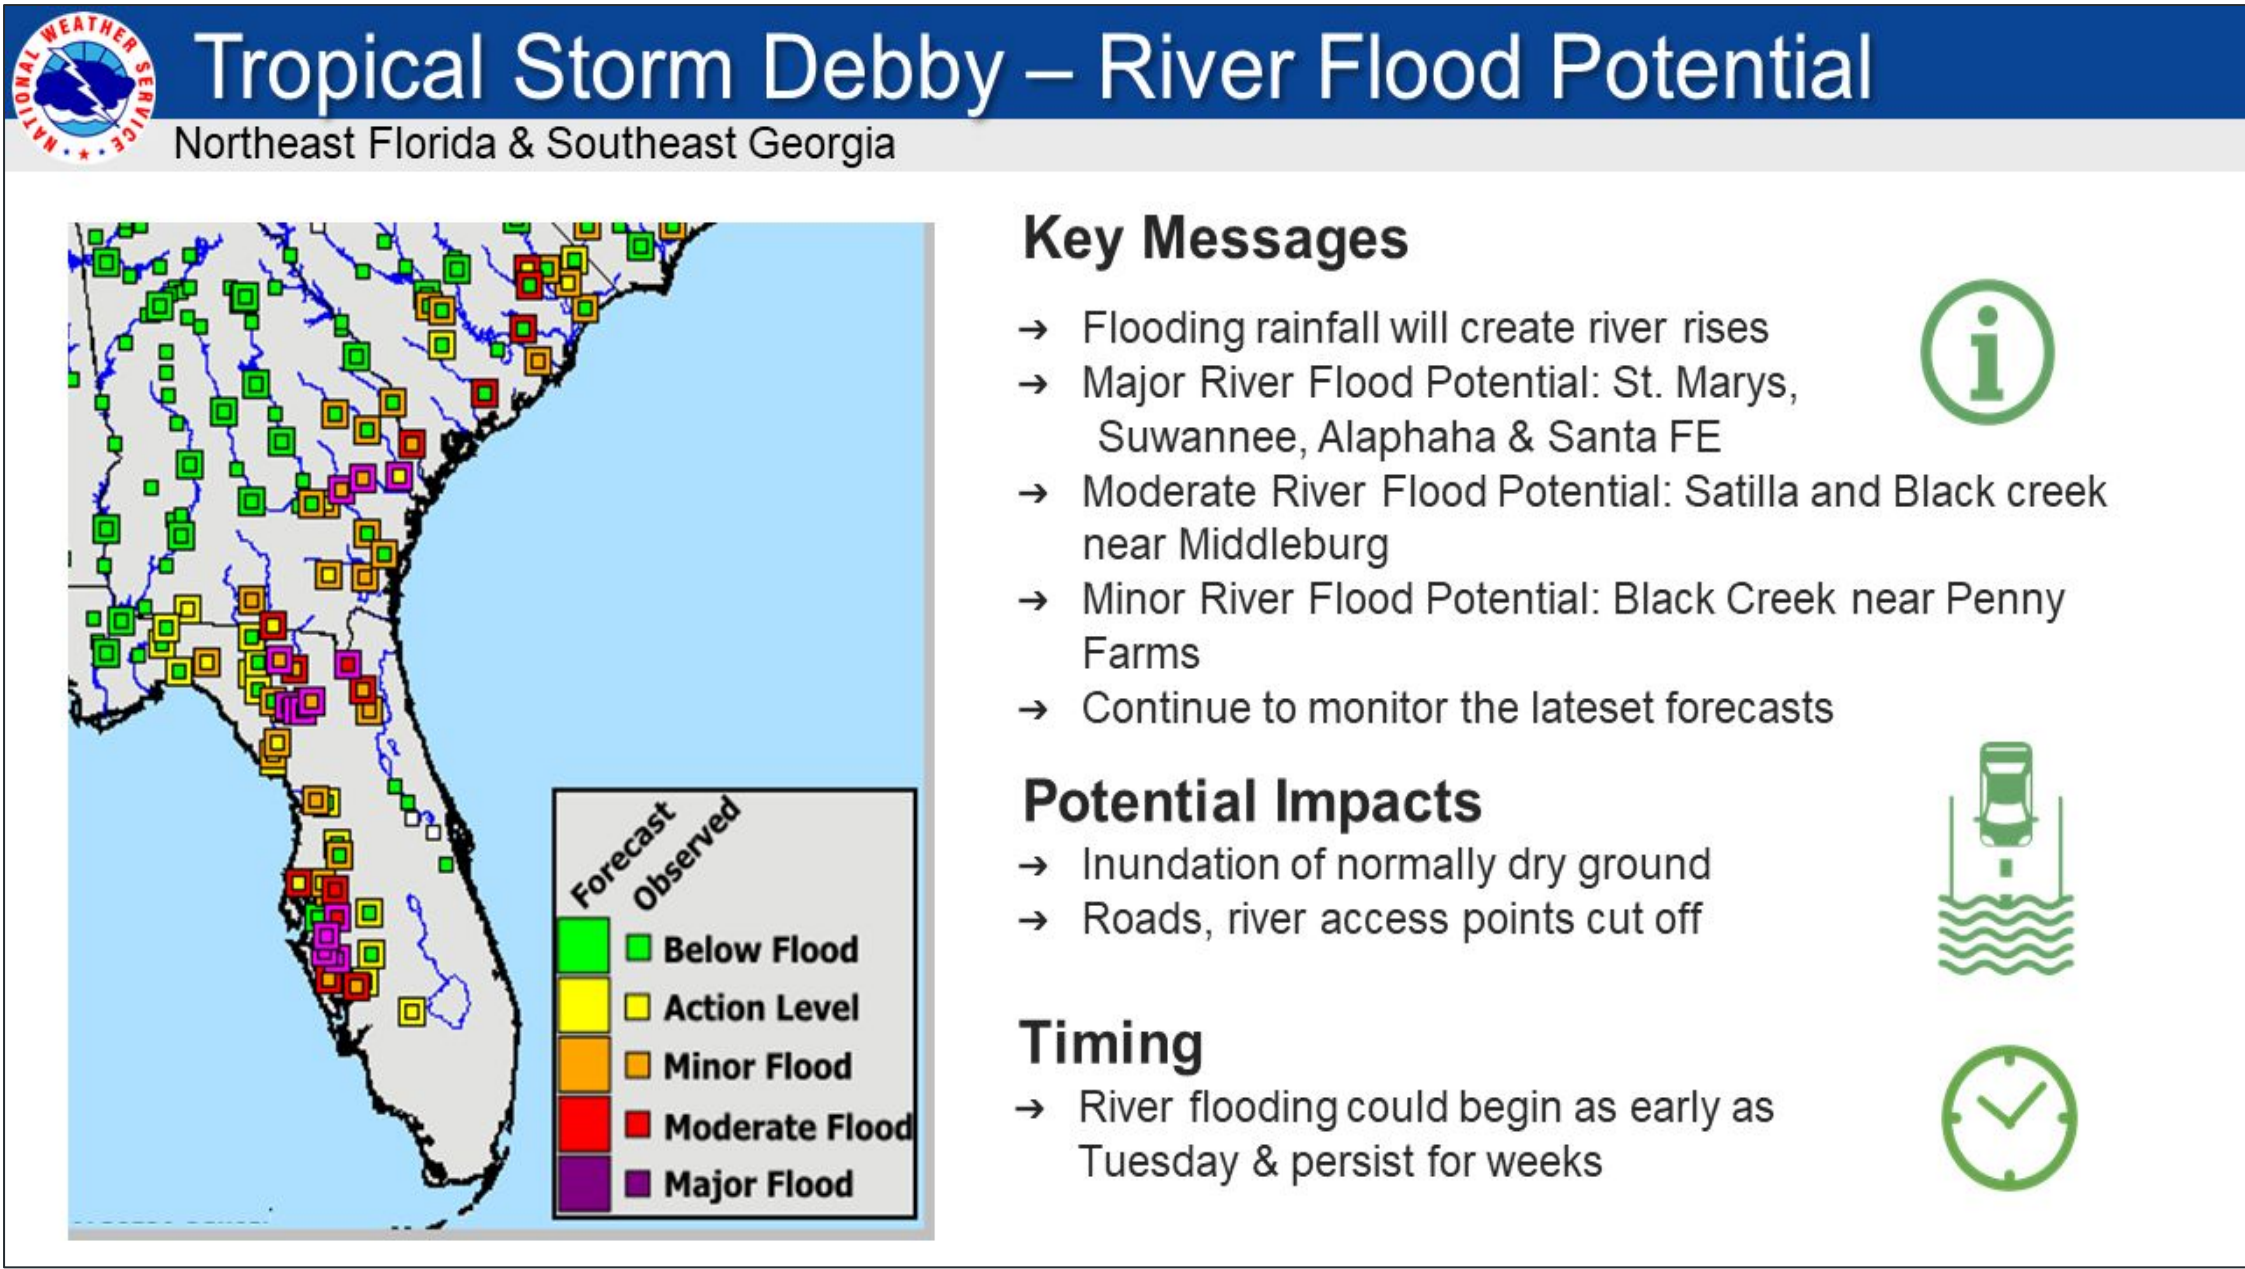 NATIONAL WEATHER SERVICE
Tropical Storm Debby – River Flood Potential
Northeast Florida & Southeast Georgia
Forecast
Observed
Below Flood
Action Level
Minor Flood
Moderate Flood
Major Flood
Key Messages
➔ Flooding rainfall will create river rises
➔ Major River Flood Potential: St. Marys,
Suwannee, Alaphaha & Santa FE
➔ Moderate River Flood Potential: Satilla and Black creek
near Middleburg
➔ Minor River Flood Potential: Black Creek near Penny
Farms
➔ Continue to monitor the lateset forecasts
Potential Impacts
➔ Inundation of normally dry ground
➔ Roads, river access points cut off
Timing
➔ River flooding could begin as early as
Tuesday & persist for weeks